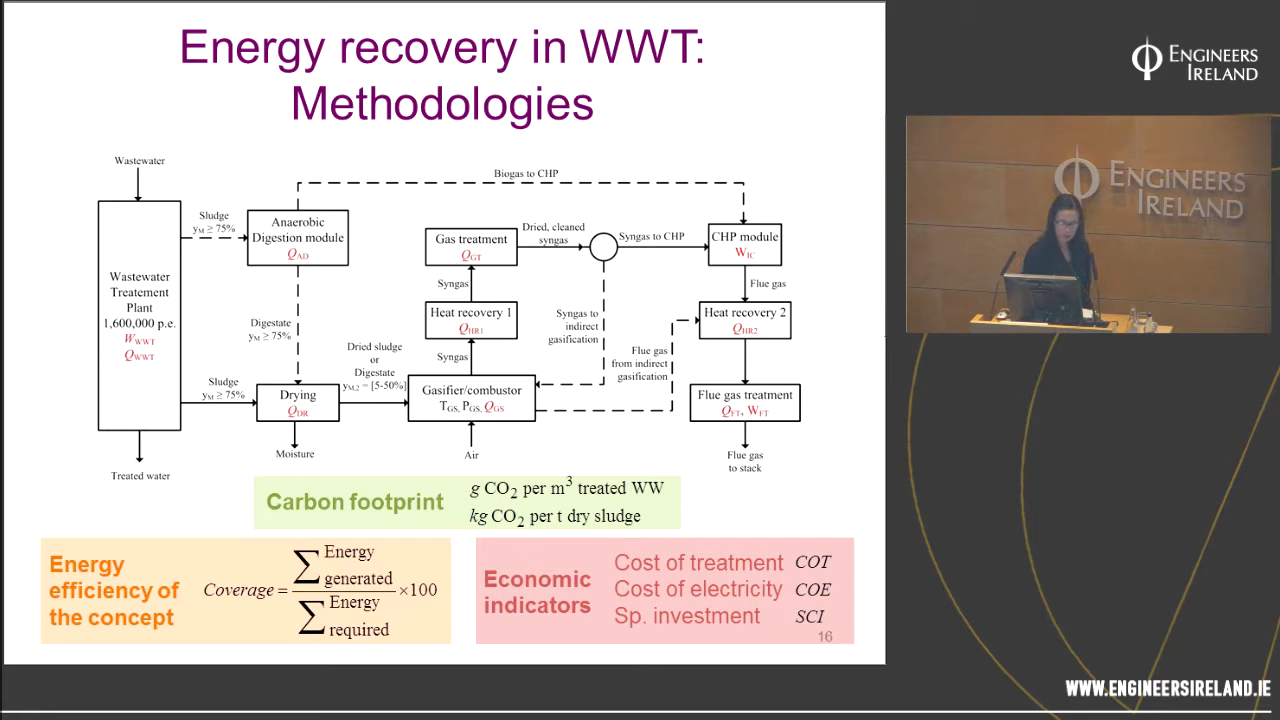 Energy recovery in WWT:
Methodologies
ENGINEERS
IRELAND
ENGINEERS
IRELAND
Wastewater
Biogas to CHP
Sludge
yM ≥ 75%
Anaerobic
Digestion module
QAD
Gas treatment
QGT
Dried, cleaned
syngas
Syngas to CHP
CHP module
WIC
Wastewater
Treatement
Plant
1,600,000 p.e.
WWWT
QWWT
Syngas
Flue gas
Digestate
yM ≥ 75%
Heat recovery 1
QHR1
Syngas to
indirect
gasification
Heat recovery 2
QHR2
Syngas
Flue gas
from indirect
gasification
Sludge
yM ≥ 75%
Drying
QDR
Dried sludge
or
Digestate
yM,2 = [5-50%]
Gasifier/combustor
TGS, PGS, QGS
Flue gas treatment
QFT, WFT
Treated water
Moisture
Air
Flue gas
to stack
Carbon footprint
g CO2 per m3 treated WW
kg CO2 per t dry sludge
Energy
efficiency of
the concept
Coverage = ∑ Energy generated / ∑ Energy required ×100
Economic
indicators
Cost of treatment COT
Cost of electricity COE
Sp. investment SCI
16
WWW.ENGINEERSIRELAND.IE